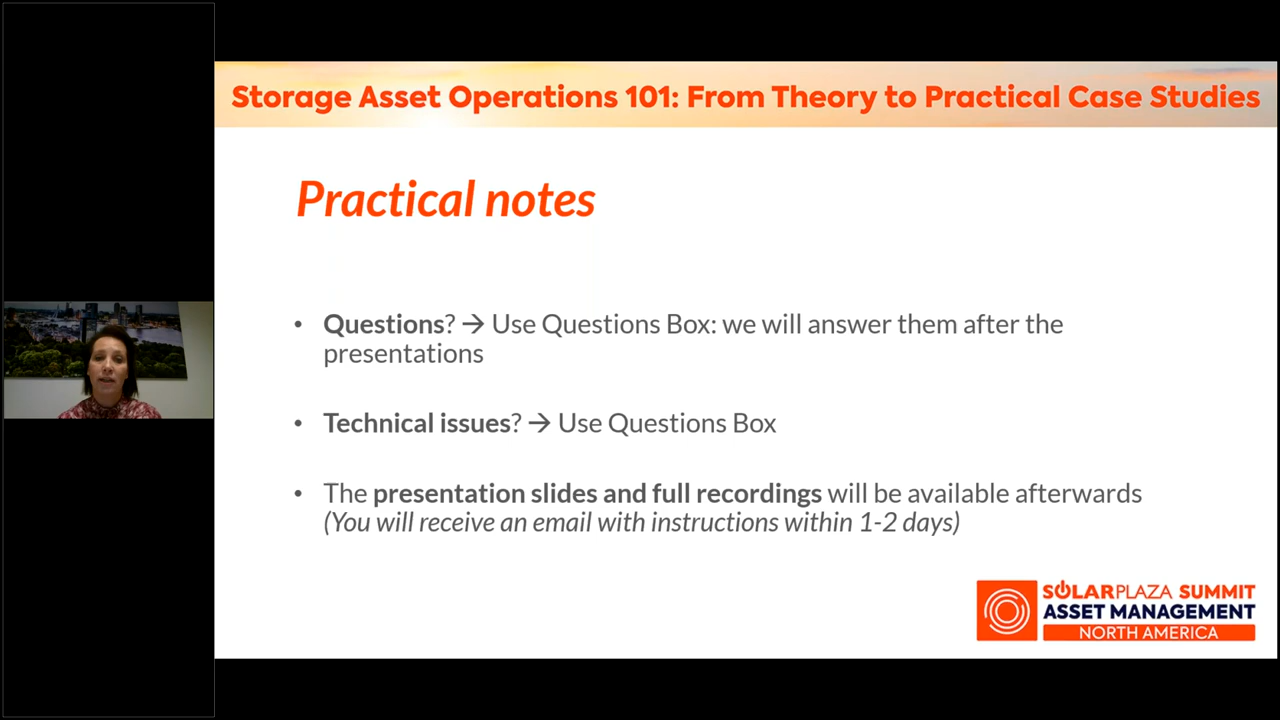 Storage Asset Operations 101: From Theory to Practical Case Studies
Practical notes
• Questions? → Use Questions Box: we will answer them after the
presentations
• Technical issues? → Use Questions Box
• The presentation slides and full recordings will be available afterwards
(You will receive an email with instructions within 1-2 days)
SOLARPLAZA SUMMIT
ASSET MANAGEMENT
NORTH AMERICA